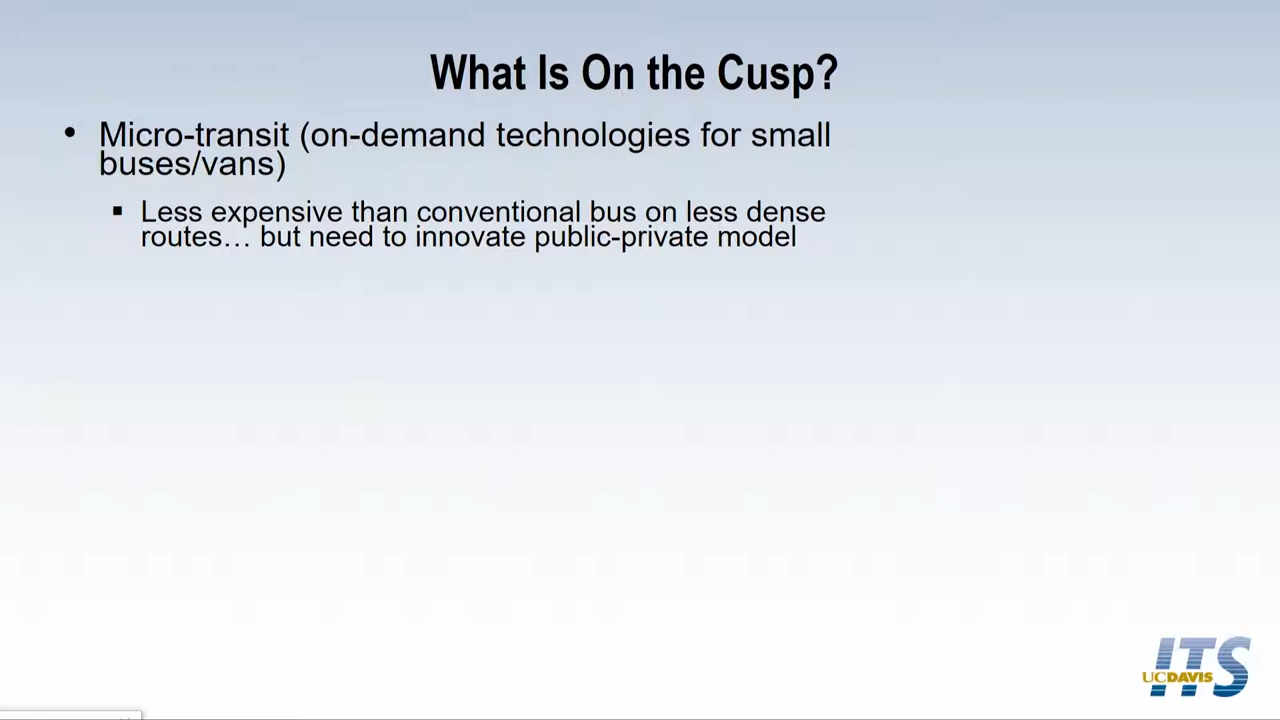 What Is On the Cusp?
• Micro-transit (on-demand technologies for small
buses/vans)
▪ Less expensive than conventional bus on less dense
routes… but need to innovate public-private model
ITS
UCDAVIS